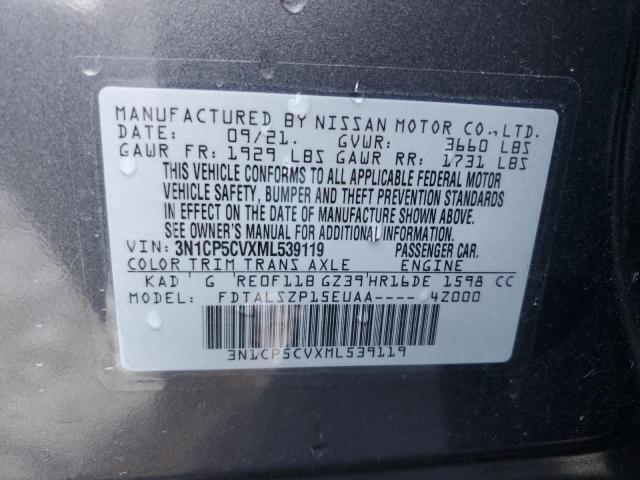 MANUFACTURED BY NISSAN MOTOR CO.,LTD.
DATE: 09/21. GVWR: 3660 LBS
GAWR FR: 1929 LBS GAWR RR: 1731 LBS
THIS VEHICLE CONFORMS TO ALL APPLICABLE FEDERAL MOTOR
VEHICLE SAFETY, BUMPER AND THEFT PREVENTION STANDARDS
IN EFFECT ON THE DATE OF MANUFACTURE SHOWN ABOVE.
SEE OWNER'S MANUAL FOR ADDITIONAL INFORMATION.
VIN: 3N1CP5CVXML539119 PASSENGER CAR.
COLOR TRIM TRANS AXLE ENGINE
KAD G RE0F11B GZ39 HR16DE 1598 CC
MODEL: FDTALSZP15EUAA---- 4Z000
3N1CP5CVXML539119